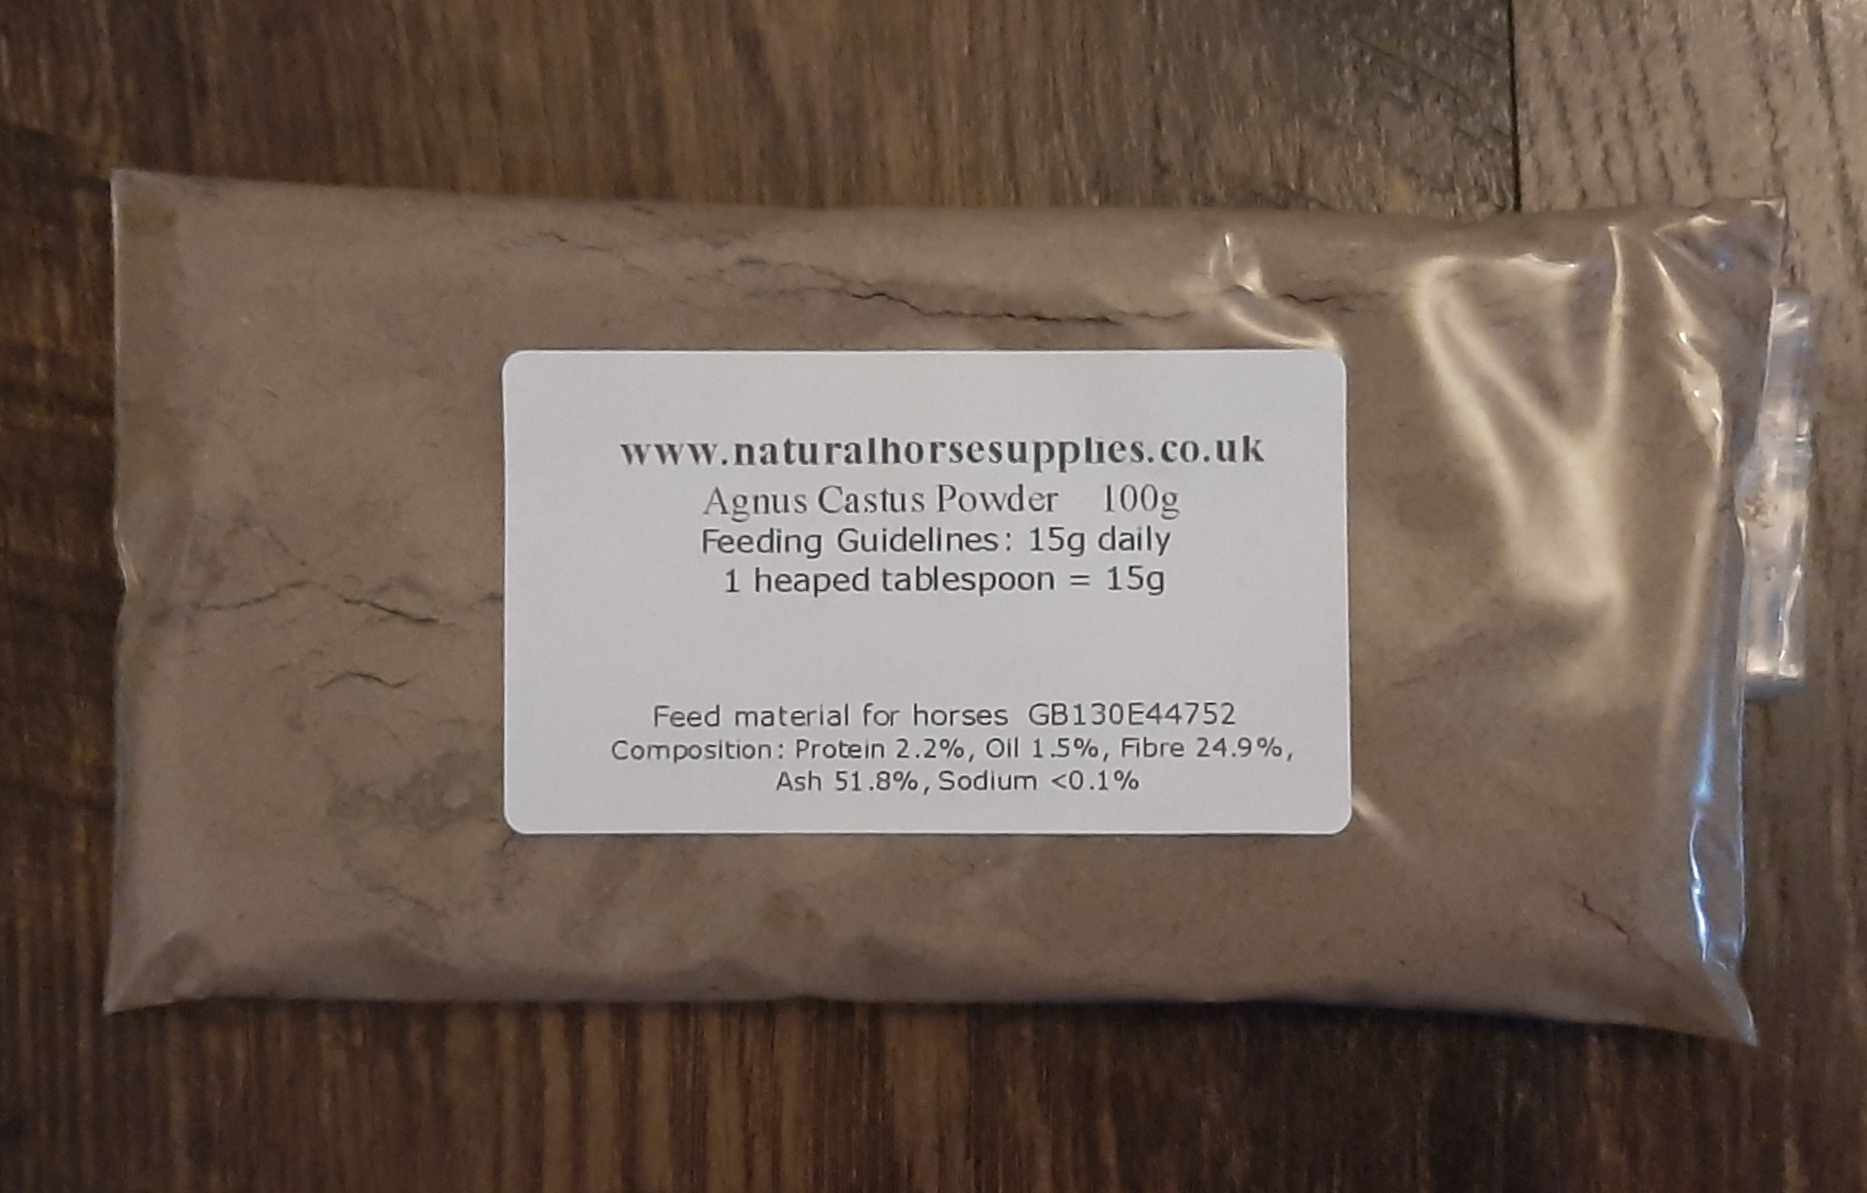 www.naturalhorsesupplies.co.uk
Agnus Castus Powder 100g
Feeding Guidelines: 15g daily
1 heaped tablespoon = 15g
Feed material for horses GB130E44752
Composition: Protein 2.2%, Oil 1.5%, Fibre 24.9%,
Ash 51.8%, Sodium <0.1%